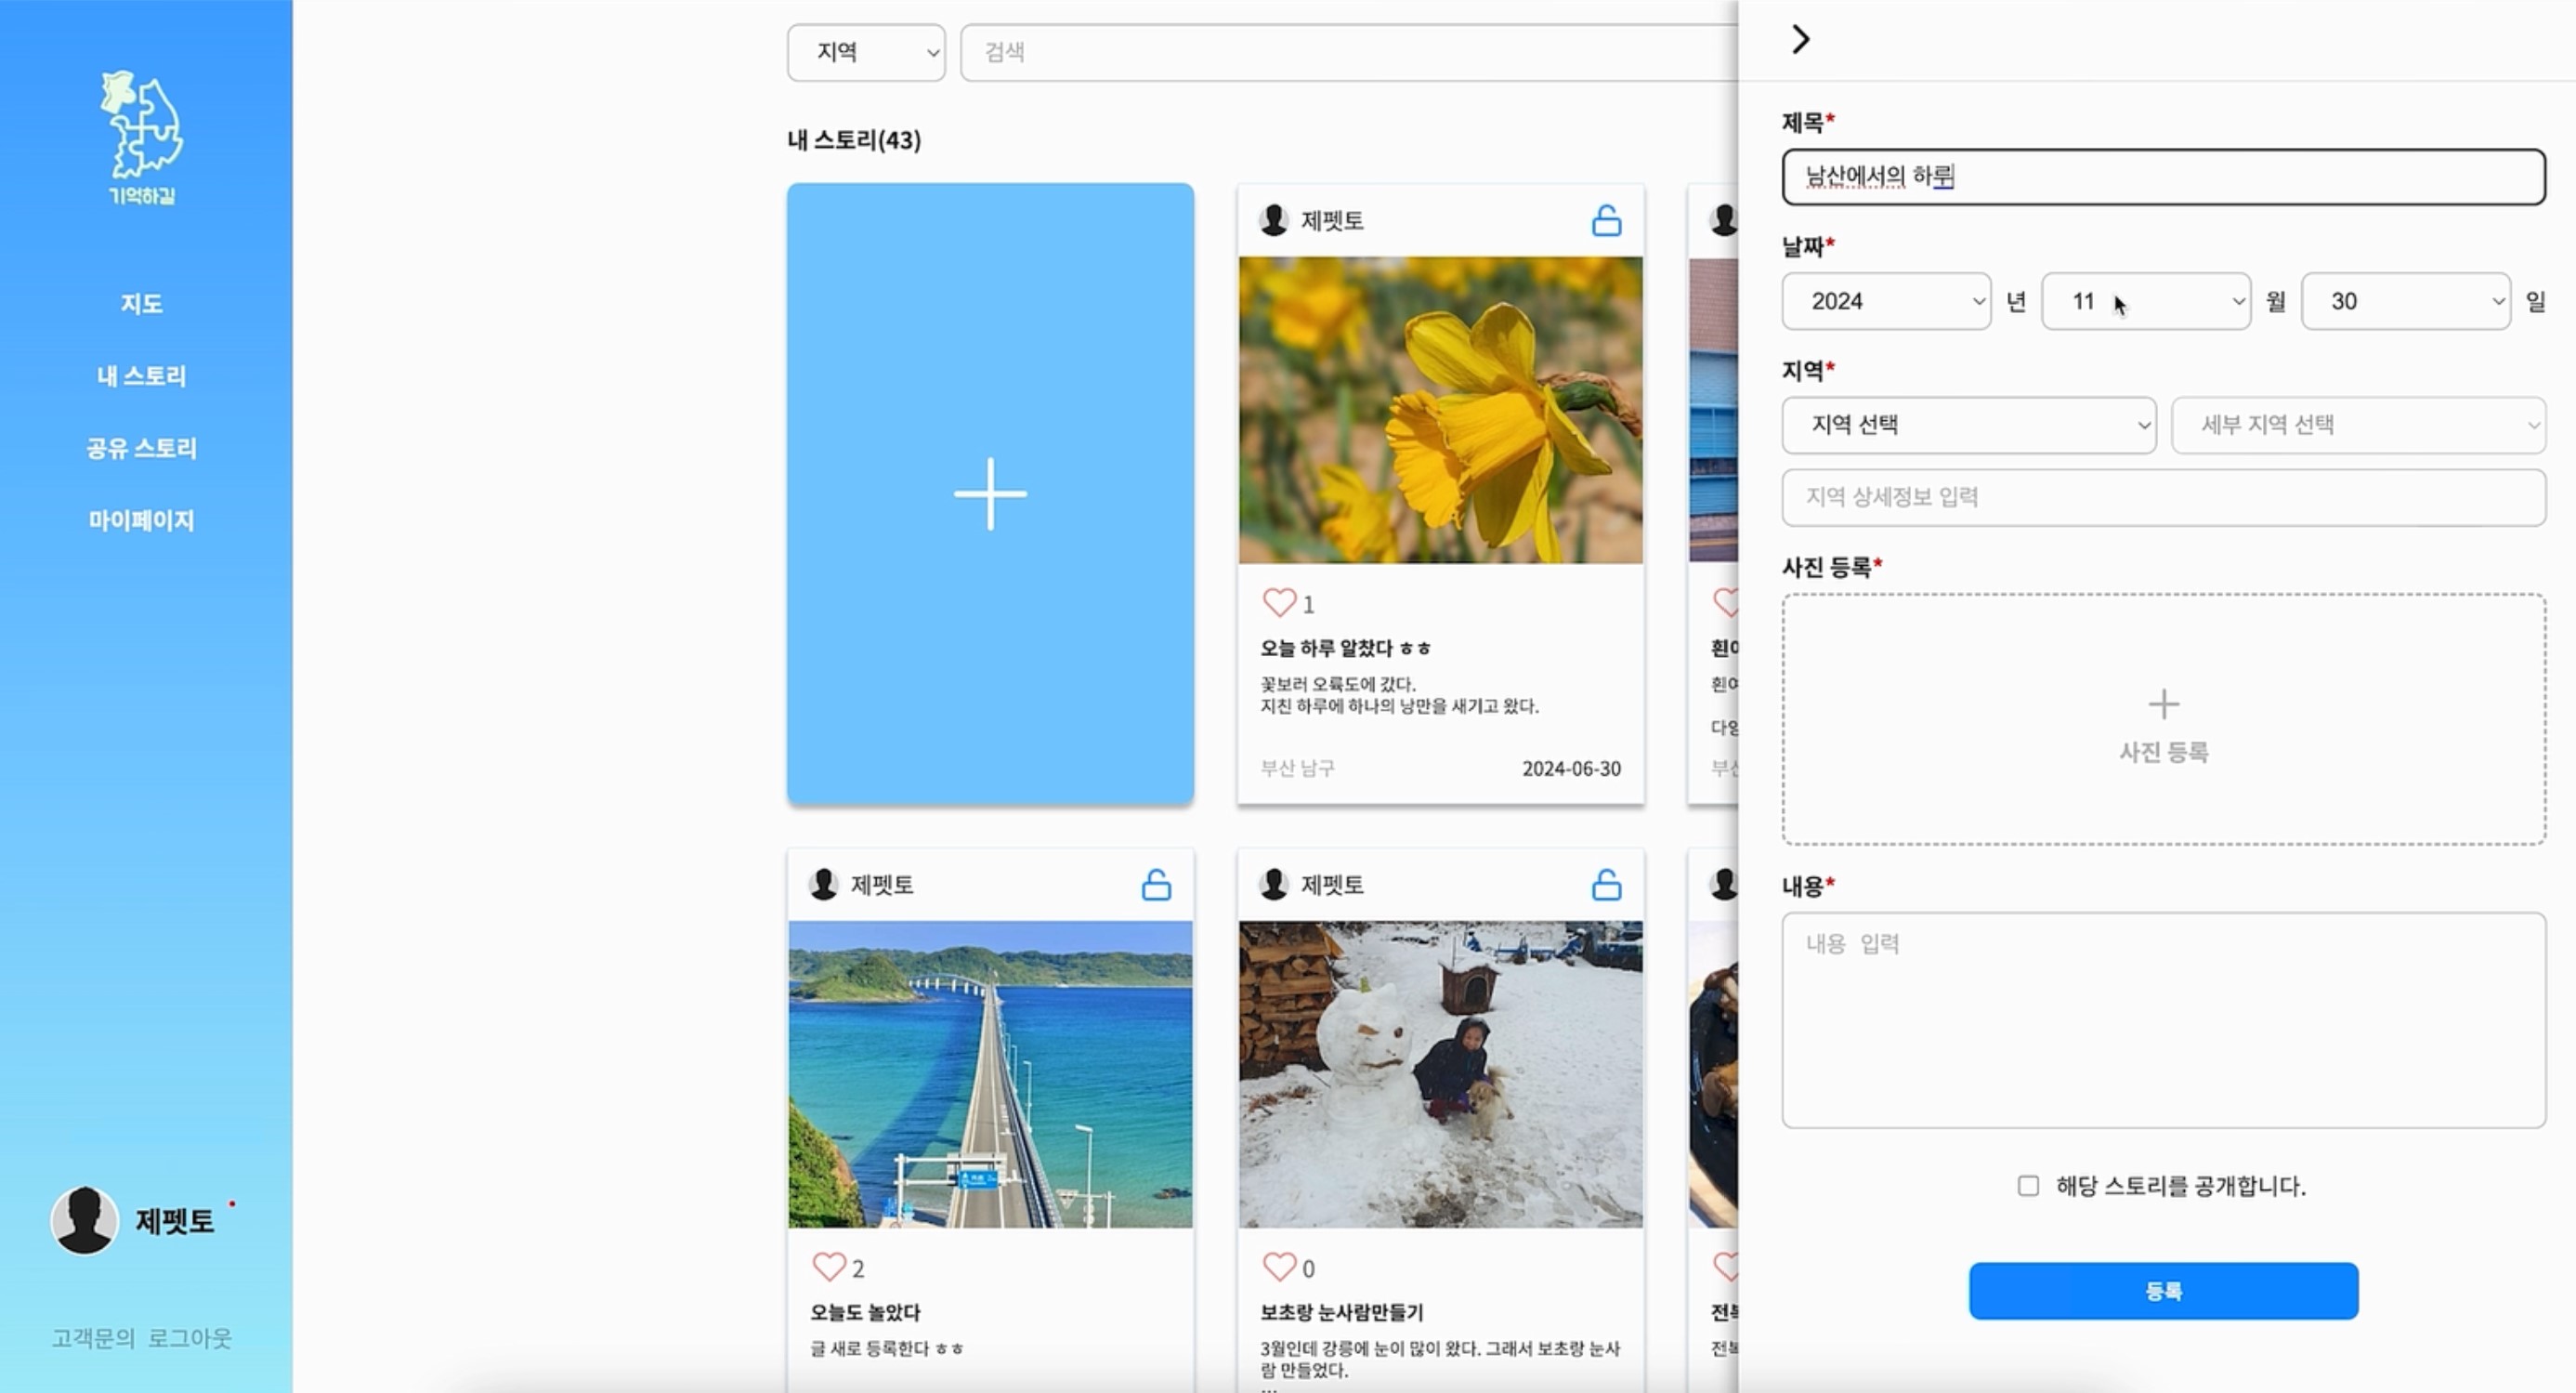 기억하길
지도
내 스토리
공유 스토리
마이페이지
제펫토
고객문의 로그아웃
지역
검색
내 스토리(43)
제펫토
1
오늘 하루 알찼다 ㅎㅎ
꽃보러 오륙도에 갔다.
지친 하루에 하나의 낭만을 새기고 왔다.
부산 남구
2024-06-30
다양
제펫토
2
오늘도 놀았다
글 새로 등록한다 ㅎㅎ
제펫토
0
보초랑 눈사람만들기
3월인데 강릉에 눈이 많이 왔다. 그래서 보초랑 눈사
람 만들었다.
...
제목*
남산에서의 하루
날짜*
2024 년 11 월 30 일
지역*
지역 선택
세부 지역 선택
지역 상세정보 입력
사진 등록*
사진 등록
내용*
내용 입력
해당 스토리를 공개합니다.
등록